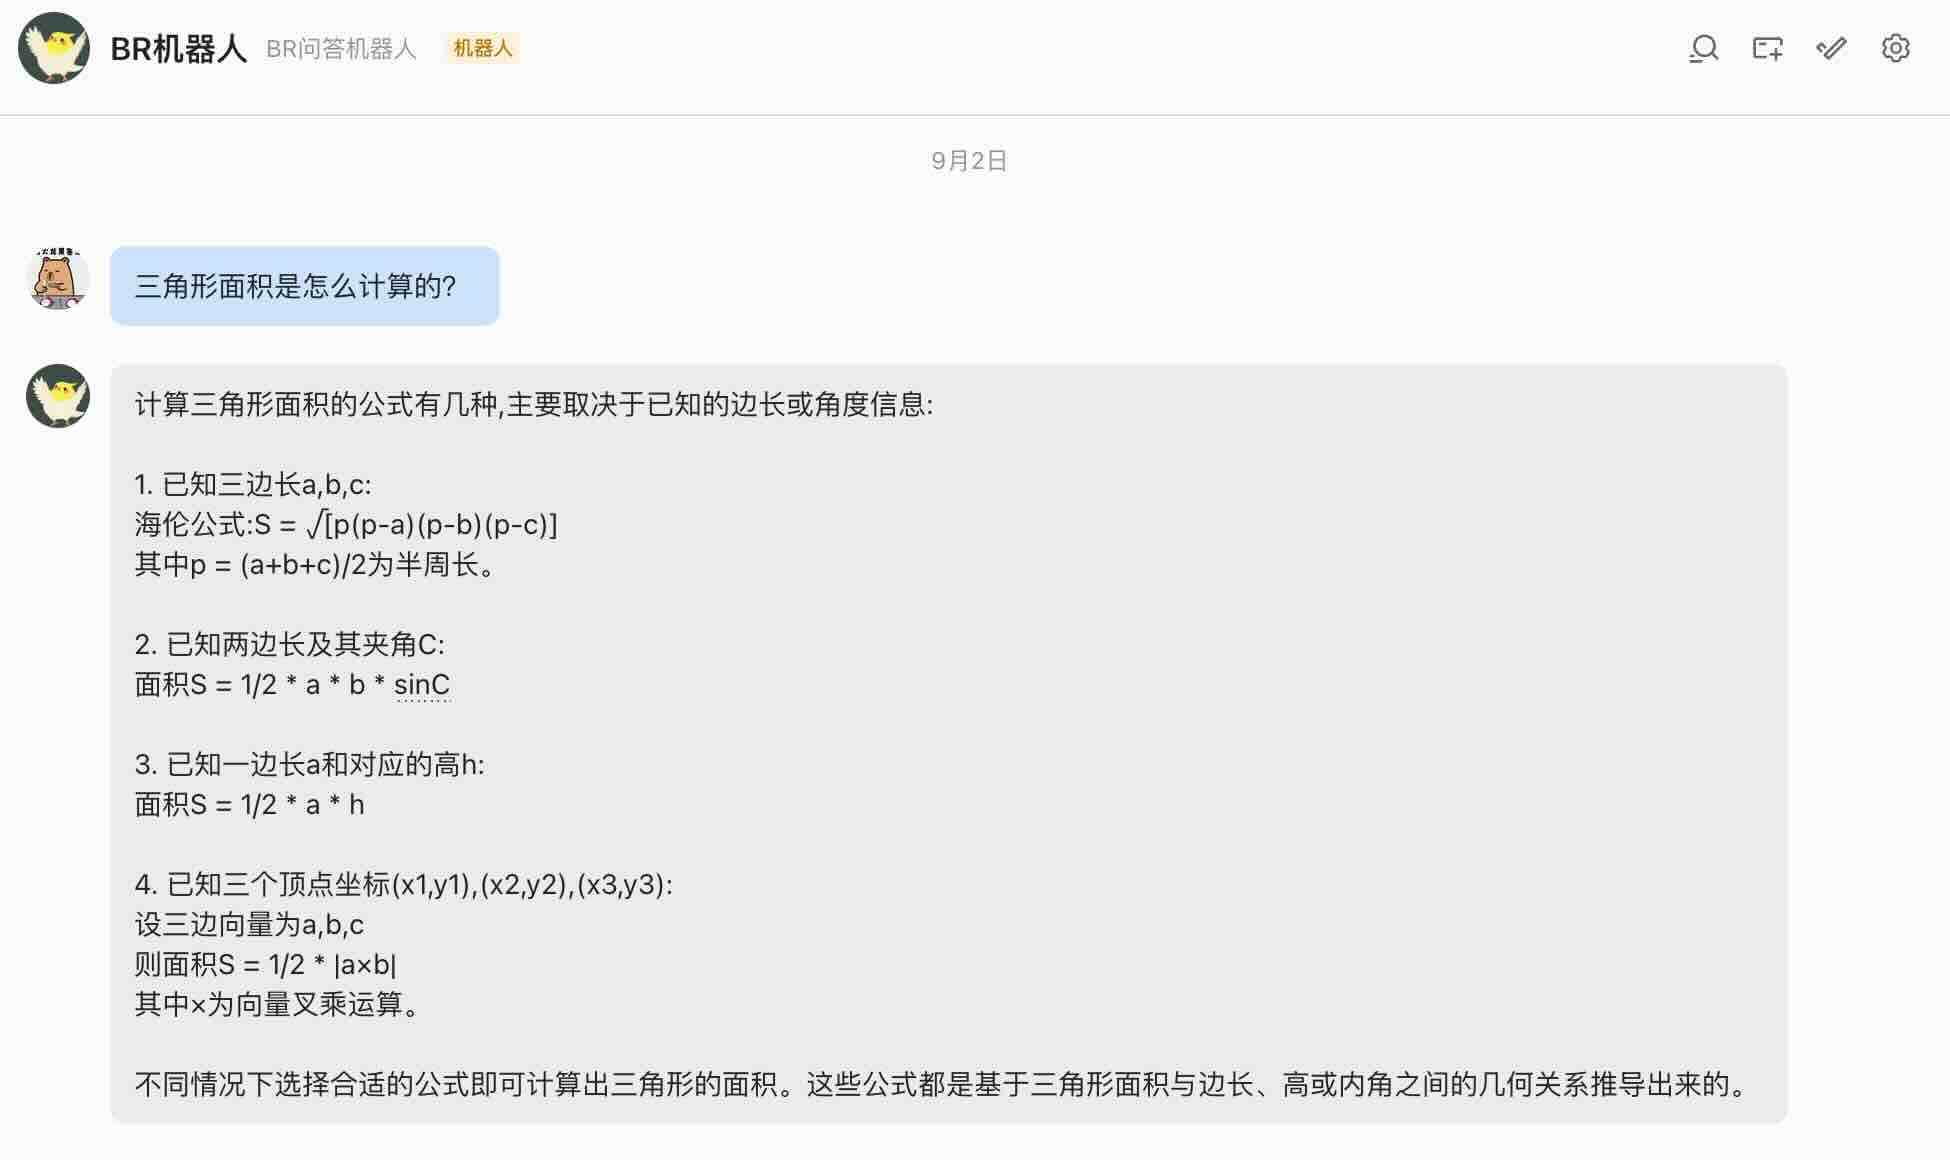 BR机器人 BR问答机器人 机器人
9月2日
三角形面积是怎么计算的?
计算三角形面积的公式有几种,主要取决于已知的边长或角度信息:
1. 已知三边长a,b,c:
海伦公式:S = √[p(p-a)(p-b)(p-c)]
其中p = (a+b+c)/2为半周长。
2. 已知两边长及其夹角C:
面积S = 1/2 * a * b * sinC
3. 已知一边长a和对应的高h:
面积S = 1/2 * a * h
4. 已知三个顶点坐标(x1,y1),(x2,y2),(x3,y3):
设三边向量为a,b,c
则面积S = 1/2 * |a×b|
其中×为向量叉乘运算。
不同情况下选择合适的公式即可计算出三角形的面积。这些公式都是基于三角形面积与边长、高或内角之间的几何关系推导出来的。